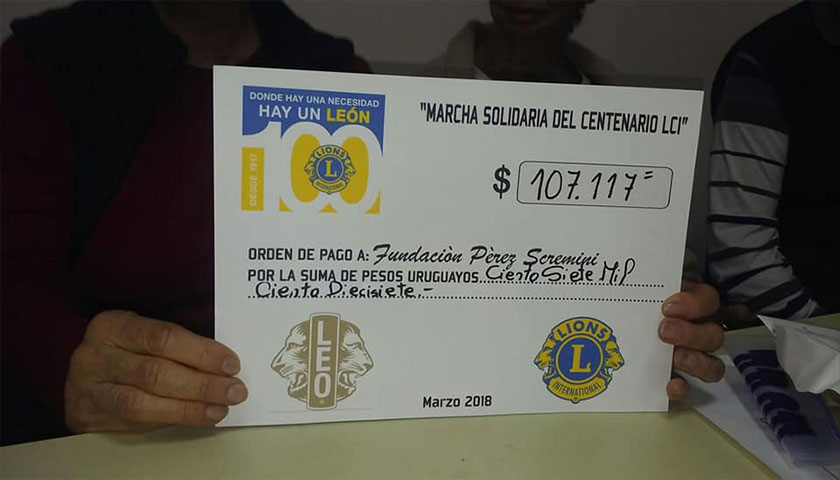 DONDE HAY UNA NECESIDAD
HAY UN LEÓN
DESDE 1917
100
LIONS
L
INTERNATIONAL
"MARCHA SOLIDARIA DEL CENTENARIO LCI"
$ 107.117=
ORDEN DE PAGO A: Fundaciòn Pèrez Scremini
POR LA SUMA DE PESOS URUGUAYOS Ciento Siete Mil
Ciento Diecisiete.-
LEO
Marzo 2018
LIONS
L
INTERNATIONAL